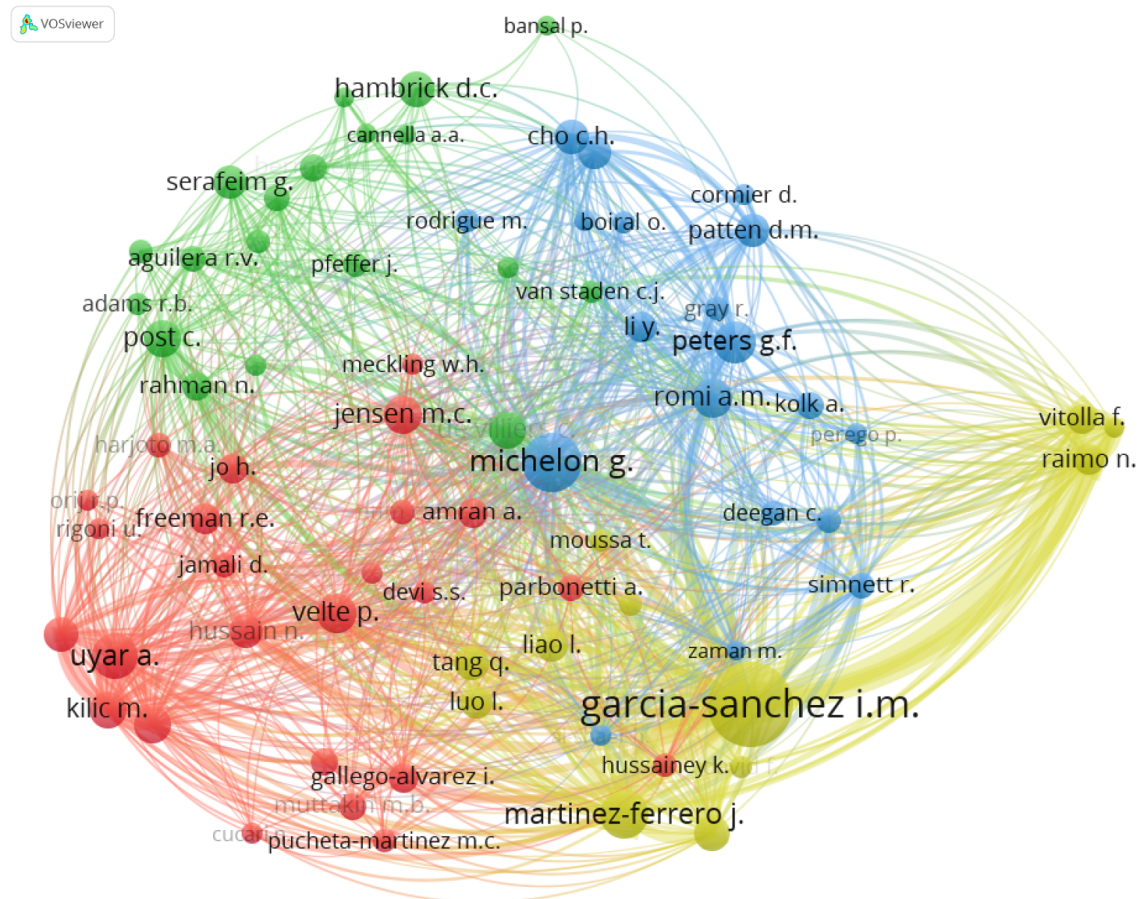 VOSviewer
bansal p.
hambrick d.c.
cannella a.a.
cho c.h.
serafeim g.
cormier d.
rodrigue m.
boiral o.
patten d.m.
aguilera r.v.
pfeffer j.
van staden c.j.
adams r.b.
gray r.
li y.
post c.
peters g.f.
meckling w.h.
rahman n.
romi a.m.
kolk a.
jensen m.c.
vitolla f.
perego p.
harjoto m.a.
michelon g.
raimo n.
jo h.
rigoni u.
freeman r.e.
amran a.
deegan c.
moussa t.
jamali d.
devi s.s.
parbonetti a.
simnett r.
velte p.
hussain n.
liao l.
zaman m.
uyar a.
tang q.
luo l.
garcia-sanchez i.m.
kilic m.
hussainey k.
gallego-alvarez i.
muttakin m.b.
martinez-ferrero j.
pucheta-martinez m.c.